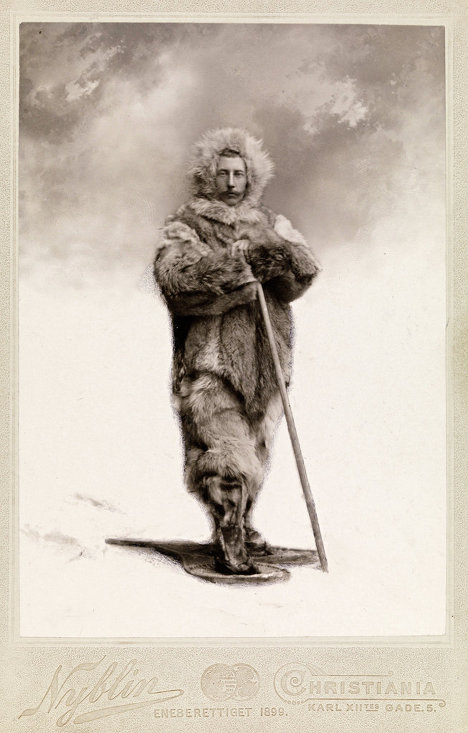 Nyblin
ENEBERETTIGET 1899.
CHRISTIANIA
KARL XII TES GADE. 5.